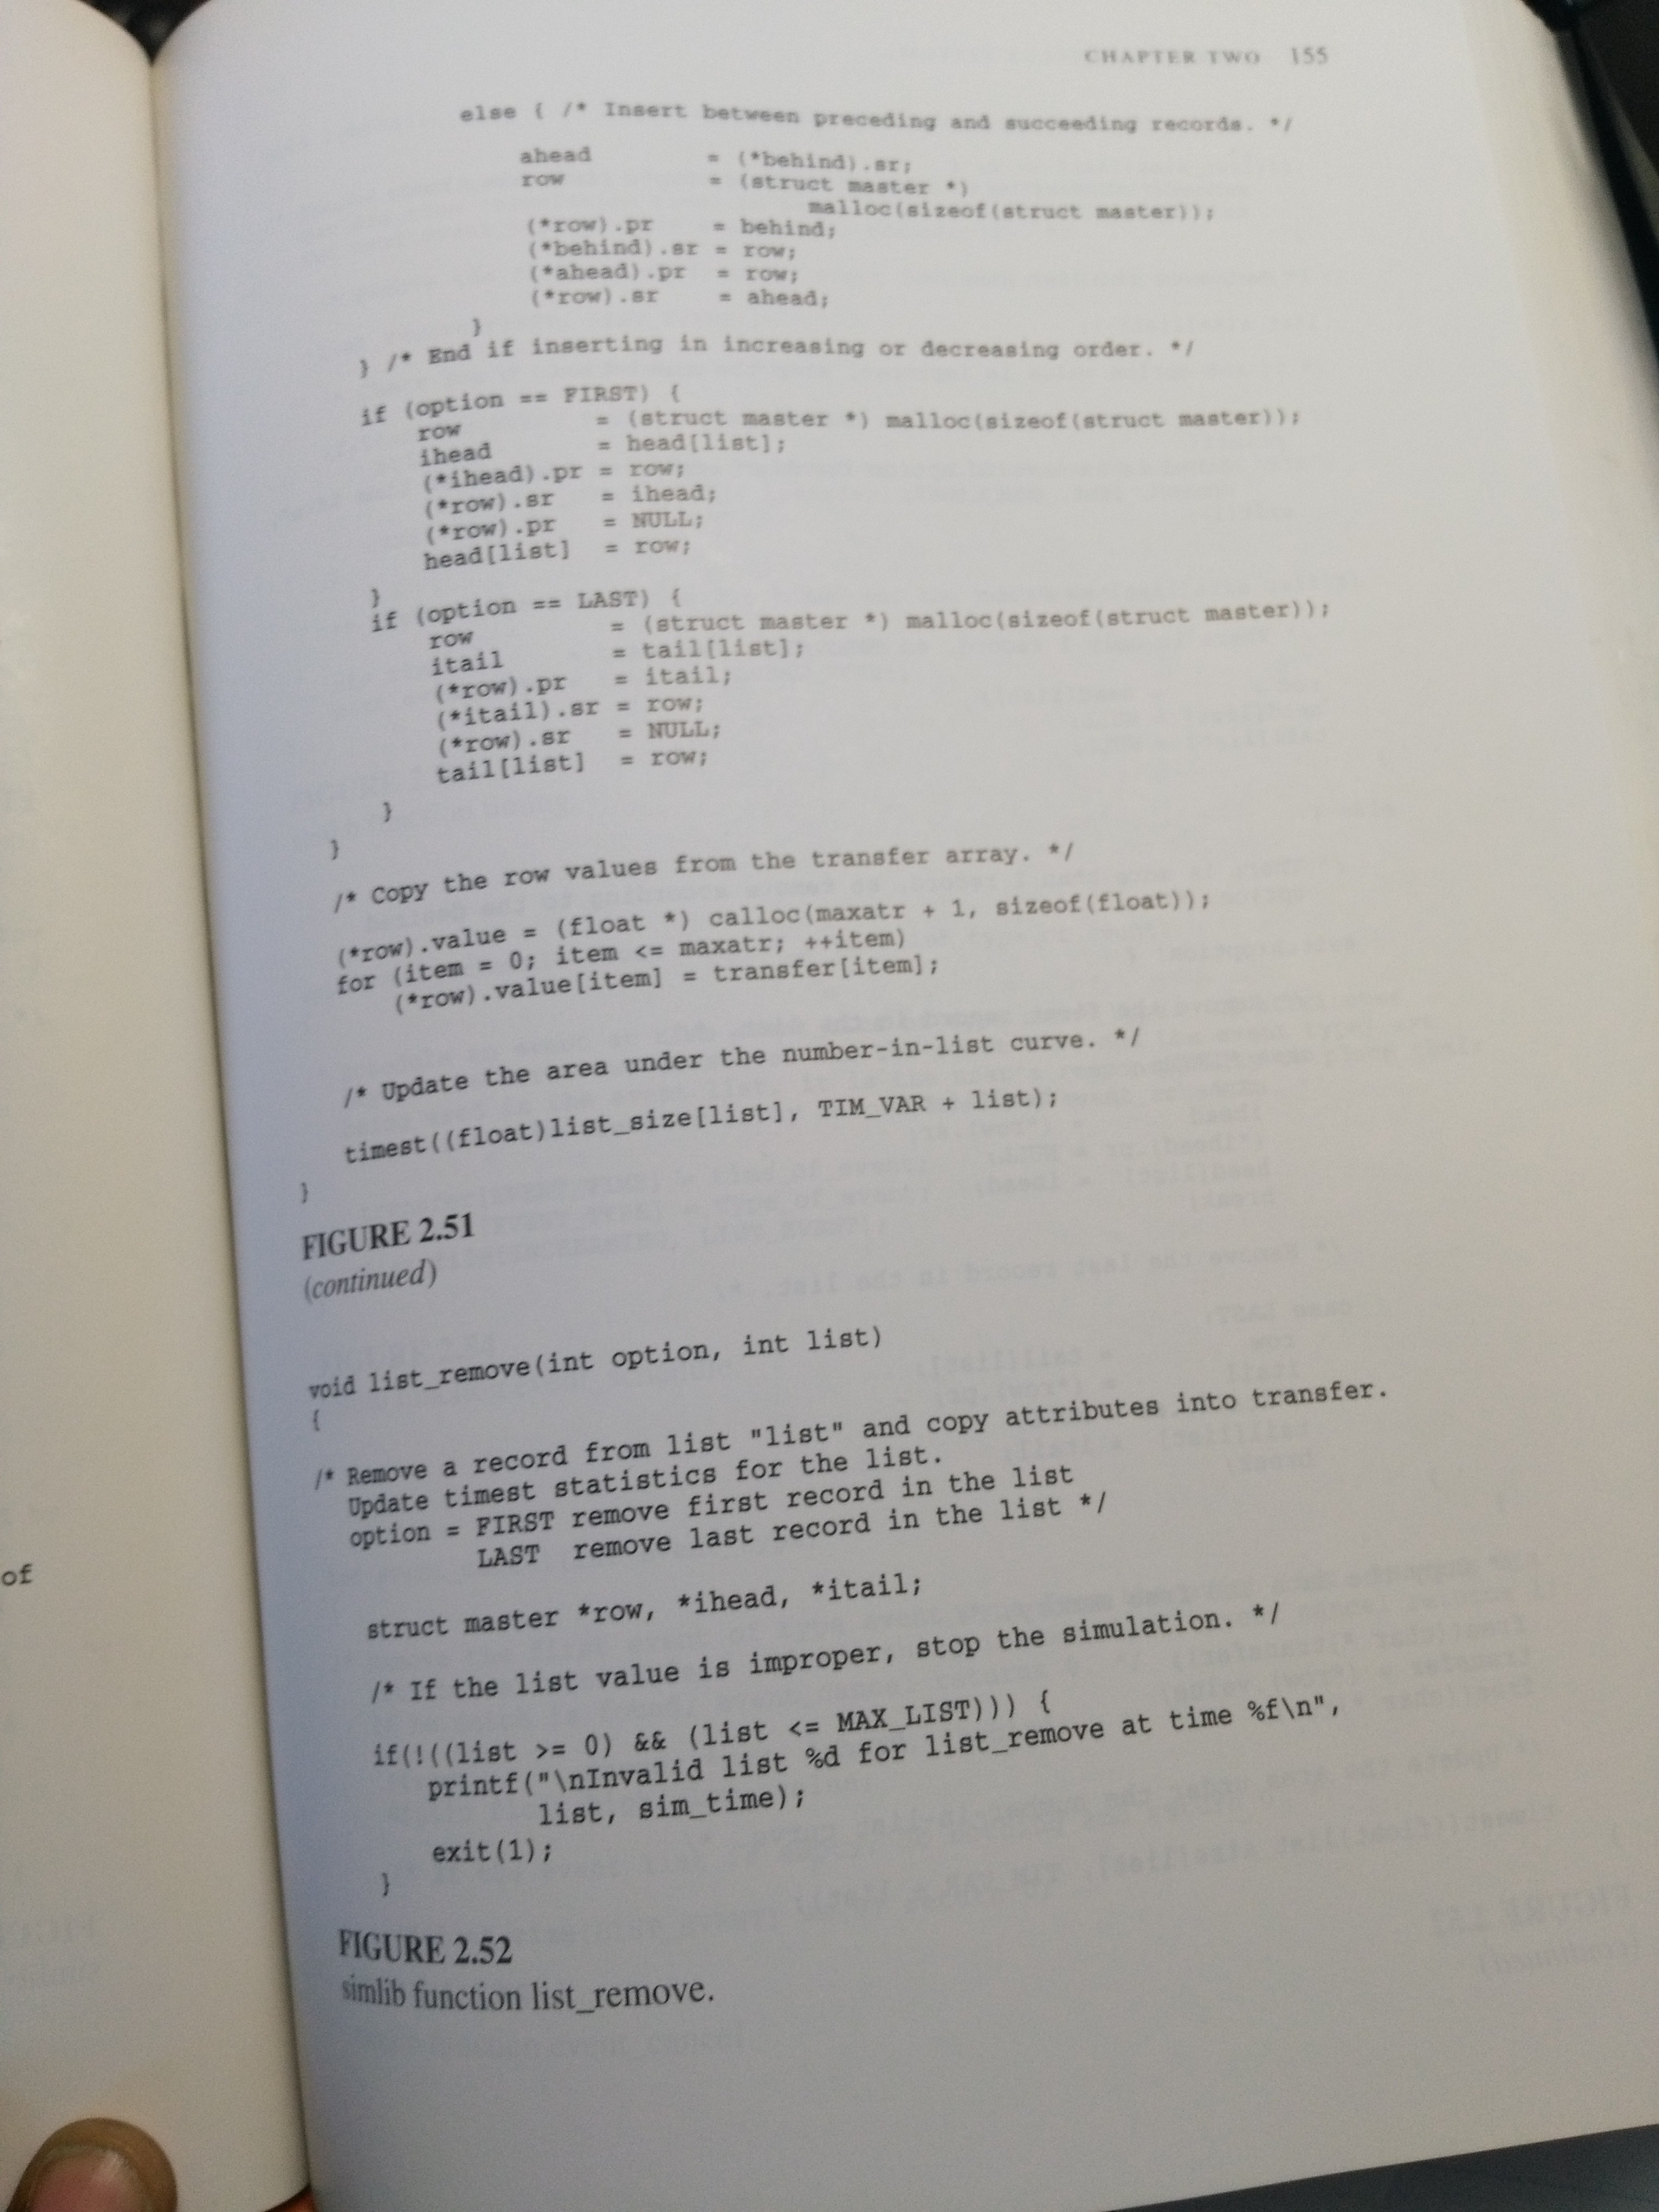 CHAPTER TWO 155
else { /* Insert between preceding and succeeding records. */
ahead = (*behind).sr;
row = (struct master *)
malloc(sizeof(struct master));
(*row).pr = behind;
(*behind).sr = row;
(*ahead).pr = row;
(*row).sr = ahead;
}
} /* End if inserting in increasing or decreasing order. */
if (option == FIRST) {
row = (struct master *) malloc(sizeof(struct master));
ihead = head[list];
(*ihead).pr = row;
(*row).sr = ihead;
(*row).pr = NULL;
head[list] = row;
}
if (option == LAST) {
row = (struct master *) malloc(sizeof(struct master));
itail = tail[list];
(*row).pr = itail;
(*itail).sr = row;
(*row).sr = NULL;
tail[list] = row;
}
}
/* Copy the row values from the transfer array. */
(*row).value = (float *) calloc(maxatr + 1, sizeof(float));
for (item = 0; item <= maxatr; ++item)
(*row).value[item] = transfer[item];
/* Update the area under the number-in-list curve. */
timest((float)list_size[list], TIM_VAR + list);
}
FIGURE 2.51
(continued)
void list_remove(int option, int list)
{
/* Remove a record from list "list" and copy attributes into transfer.
Update timest statistics for the list.
option = FIRST remove first record in the list
of
LAST remove last record in the list */
struct master *row, *ihead, *itail;
/* If the list value is improper, stop the simulation. */
if(!((list >= 0) && (list <= MAX_LIST))) {
printf("\nInvalid list %d for list_remove at time %f\n",
list, sim_time);
exit(1);
}
FIGURE 2.52
simlib function list_remove.